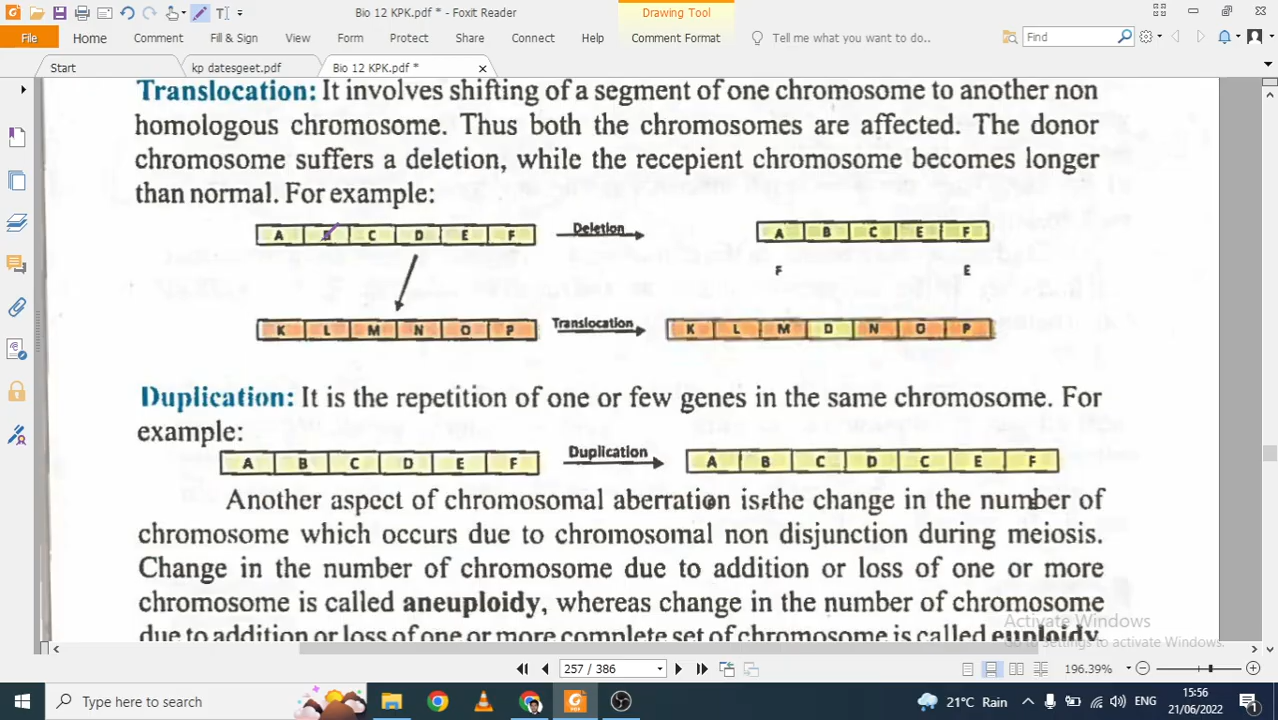 Bio 12 KPK.pdf * - Foxit Reader
Drawing Tool
File Home Comment Fill & Sign View Form Protect Share Connect Help Comment Format Tell me what you want to do.. Find
Start kp datesgeet.pdf Bio 12 KPK.pdf *
Translocation: It involves shifting of a segment of one chromosome to another non
homologous chromosome. Thus both the chromosomes are affected. The donor
chromosome suffers a deletion, while the recepient chromosome becomes longer
than normal. For example:
A B C D E F Deletion A B C E F
F E
K L M N O P Translocation K L M D N O P
Duplication: It is the repetition of one or few genes in the same chromosome. For
example:
A B C D E F Duplication A B C D C E F
Another aspect of chromosomal aberration is the change in the number of
chromosome which occurs due to chromosomal non disjunction during meiosis.
Change in the number of chromosome due to addition or loss of one or more
chromosome is called aneuploidy, whereas change in the number of chromosome
due to addition or loss of one or more complete set of chromosome is called euploidy
Activate Windows
Go to Settings to activate Windows.
257 / 386 196.39%
Type here to search 21°C Rain ENG 15:56
21/06/2022